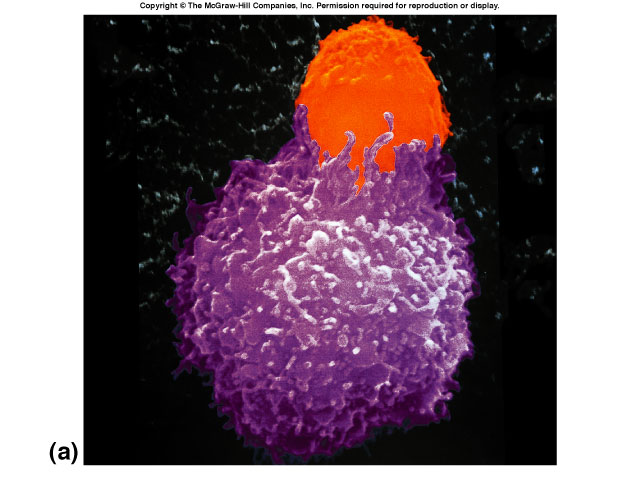 Copyright © The McGraw-Hill Companies, Inc. Permission required for reproduction or display.
(a)